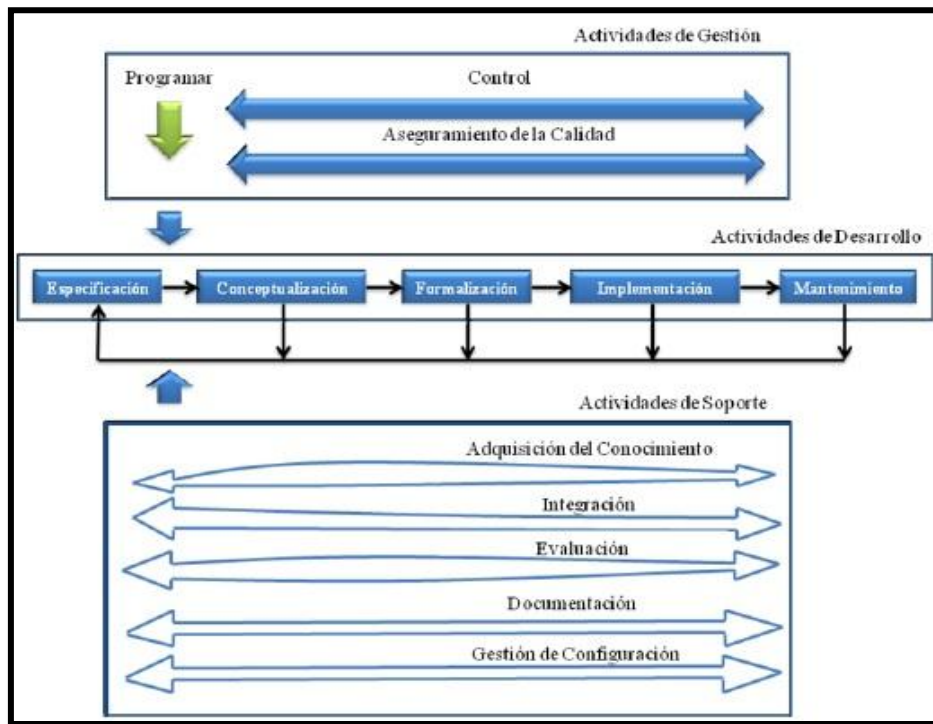 Actividades de Gestión
Programar
Control
Aseguramiento de la Calidad
Actividades de Desarrollo
Especificación
Conceptualización
Formalización
Implementación
Mantenimiento
Actividades de Soporte
Adquisición del Conocimiento
Integración
Evaluación
Documentación
Gestión de Configuración